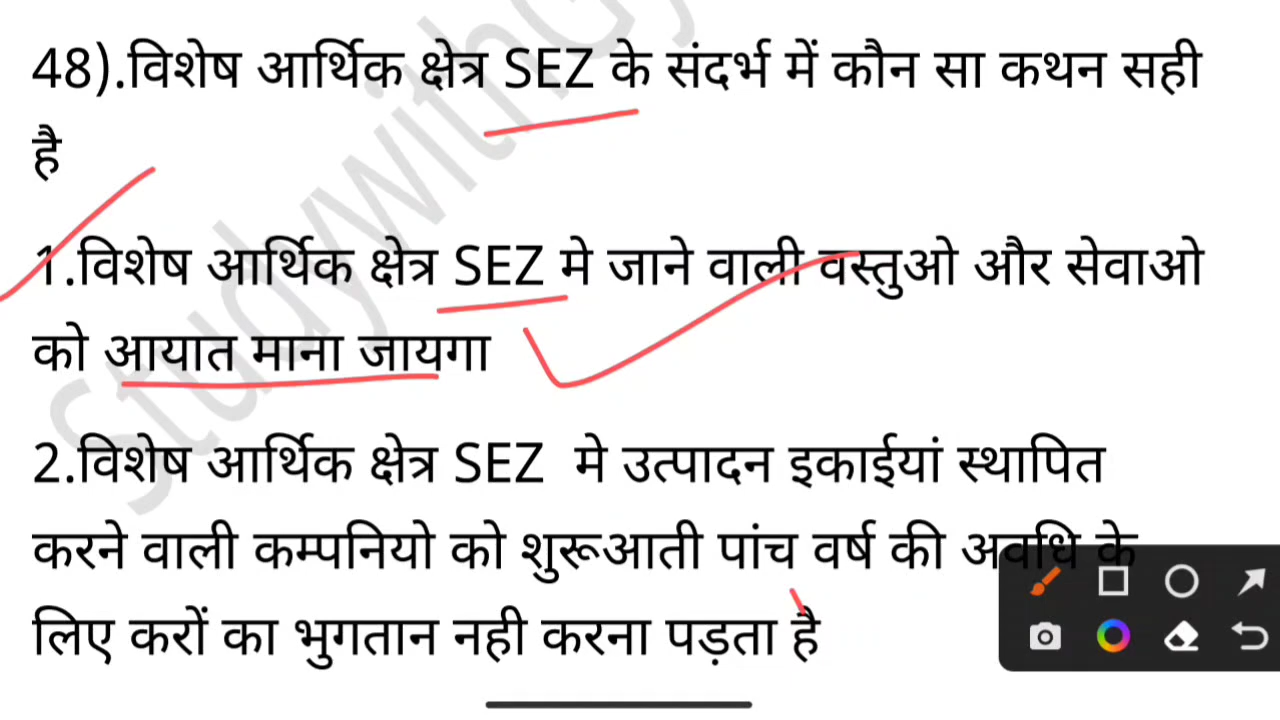 48).विशेष आर्थिक क्षेत्र SEZ के संदर्भ में कौन सा कथन सही
है
1.विशेष आर्थिक क्षेत्र SEZ मे जाने वाली वस्तुओ और सेवाओ
को आयात माना जायगा
2.विशेष आर्थिक क्षेत्र SEZ मे उत्पादन इकाईयां स्थापित
करने वाली कम्पनियो को शुरूआती पांच वर्ष की अवधि के
लिए करों का भुगतान नही करना पड़ता है
StudywithG